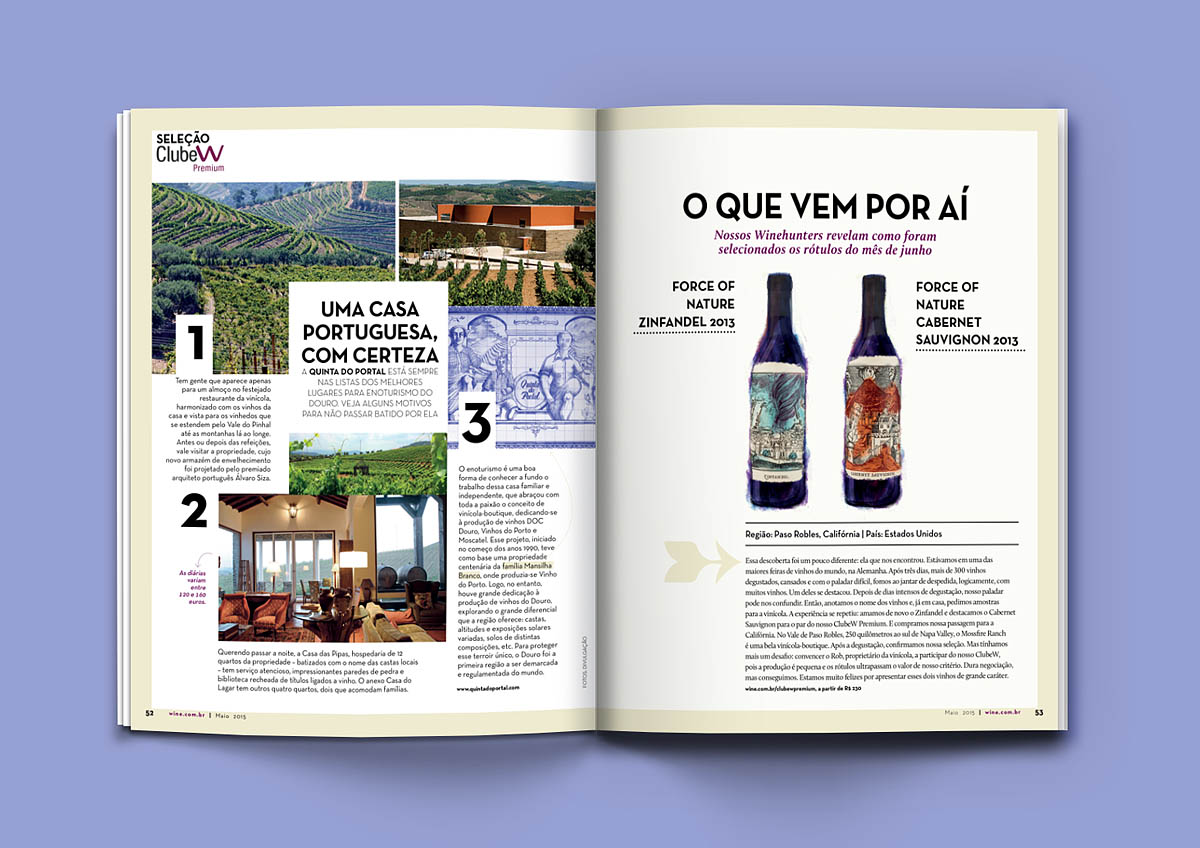 SELEÇÃO
ClubeW
Premium
1
Tem gente que aparece apenas
para um almoço no festejado
restaurante da vinícola,
harmonizado com os vinhos da
casa e vista para os vinhedos que
se estendem pelo Vale do Pinhal
até as montanhas lá ao longe.
Antes ou depois das refeições,
vale visitar a propriedade, cujo
novo armazém de envelhecimento
foi projetado pelo premiado
arquiteto português Álvaro Siza.
UMA CASA
PORTUGUESA,
COM CERTEZA
A QUINTA DO PORTAL ESTÁ SEMPRE
NAS LISTAS DOS MELHORES
LUGARES PARA ENOTURISMO DO
DOURO. VEJA ALGUNS MOTIVOS
PARA NÃO PASSAR BATIDO POR ELA
2
As diárias
variam
entre
120 e 160
euros.
Querendo passar a noite, a Casa das Pipas, hospedaria de 12
quartos da propriedade – batizados com o nome das castas locais
– tem serviço atencioso, impressionantes paredes de pedra e
biblioteca recheada de títulos ligados a vinho. O anexo Casa do
Lagar tem outros quatro quartos, dois que acomodam famílias.
Quinta
do
Portal
3
O enoturismo é uma boa
forma de conhecer a fundo o
trabalho dessa casa familiar e
independente, que abraçou com
toda a paixão o conceito de
vinícola-boutique, dedicando-se
à produção de vinhos DOC
Douro, Vinhos do Porto e
Moscatel. Esse projeto, iniciado
no começo dos anos 1990, teve
como base uma propriedade
centenária da família Mansilha
Branco, onde produzia-se Vinho
do Porto. Logo, no entanto,
houve grande dedicação à
produção de vinhos do Douro,
explorando o grande diferencial
que a região oferece: castas,
altitudes e exposições solares
variadas, solos de distintas
composições, etc. Para proteger
esse terroir único, o Douro foi a
primeira região a ser demarcada
e regulamentada do mundo.
www.quintadoportal.com
FOTOS: DIVULGAÇÃO
52 wine.com.br | Maio 2015
O QUE VEM POR AÍ
Nossos Winehunters revelam como foram
selecionados os rótulos do mês de junho
FORCE OF
NATURE
ZINFANDEL 2013
ZINFANDEL
CABERNET SAUVIGNON
FORCE OF
NATURE
CABERNET
SAUVIGNON 2013
Região: Paso Robles, Califórnia | País: Estados Unidos
Essa descoberta foi um pouco diferente: ela que nos encontrou. Estávamos em uma das
maiores feiras de vinhos do mundo, na Alemanha. Após três dias, mais de 300 vinhos
degustados, cansados e com o paladar difícil, fomos ao jantar de despedida, logicamente, com
muitos vinhos. Um deles se destacou. Depois de dias intensos de degustação, nosso paladar
pode nos confundir. Então, anotamos o nome dos vinhos e, já em casa, pedimos amostras
para a vinícola. A experiência se repetiu: amamos de novo o Zinfandel e destacamos o Cabernet
Sauvignon para o par do nosso ClubeW Premium. E compramos nossa passagem para a
Califórnia. No Vale de Paso Robles, 250 quilômetros ao sul de Napa Valley, o Mossfire Ranch
é uma bela vinícola-boutique. Após a degustação, confirmamos nossa seleção. Mas tínhamos
mais um desafio: convencer o Rob, proprietário da vinícola, a participar do nosso ClubeW,
pois a produção é pequena e os rótulos ultrapassam o valor do nosso critério. Dura negociação,
mas conseguimos. Estamos muito felizes por apresentar esses dois vinhos de grande caráter.
wine.com.br/clubewpremium, a partir de R$ 230
Maio 2015 | wine.com.br 53